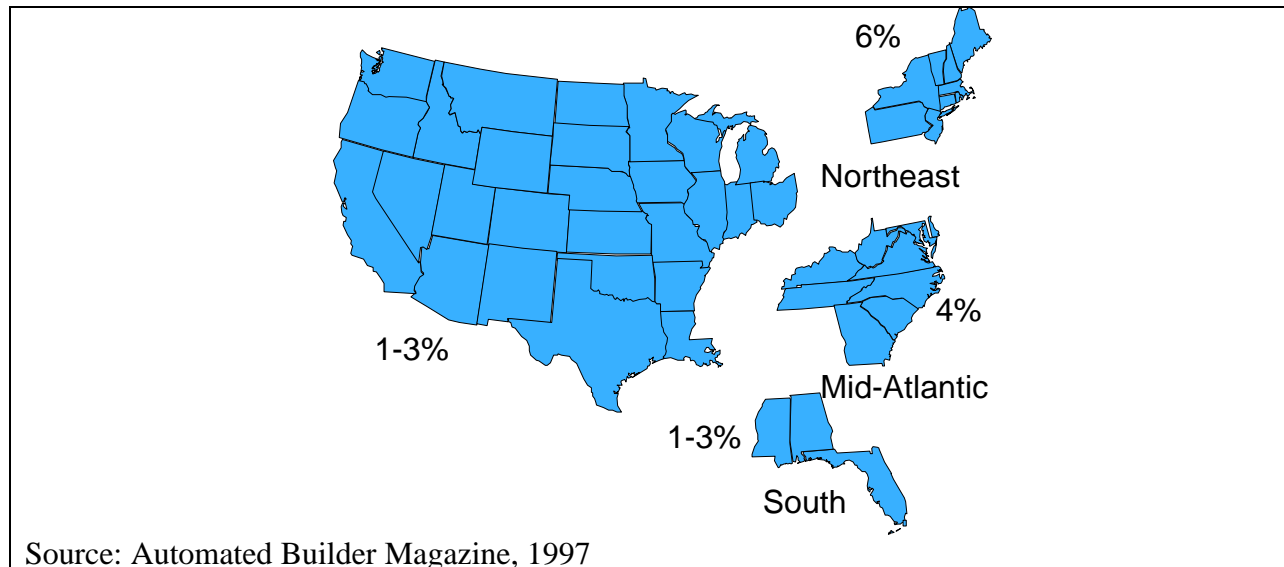 6%
Northeast
4%
1-3%
Mid-Atlantic
1-3%
South
Source: Automated Builder Magazine, 1997